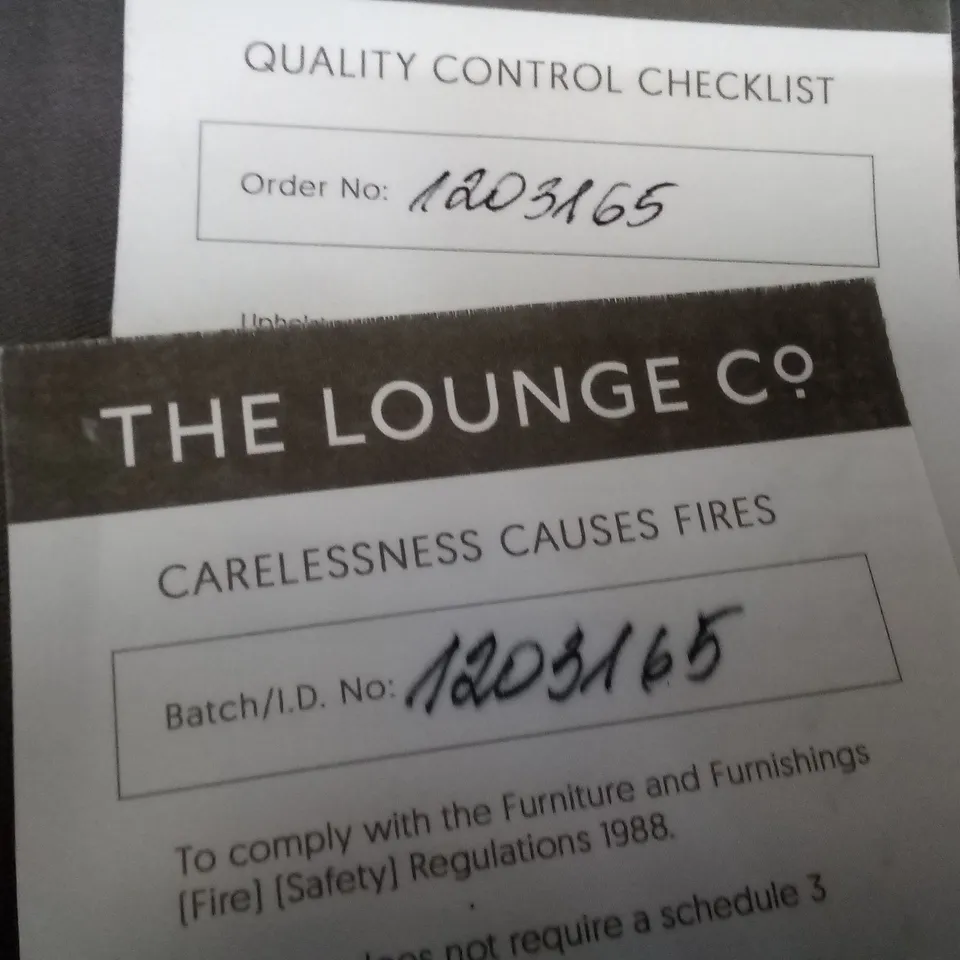 QUALITY CONTROL CHECKLIST
Order No: 1203165
THE LOUNGE Co
CARELESSNESS CAUSES FIRES
Batch/I.D. No: 1203165
To comply with the Furniture and Furnishings
[Fire] [Safety] Regulations 1988.
not require a schedule 3